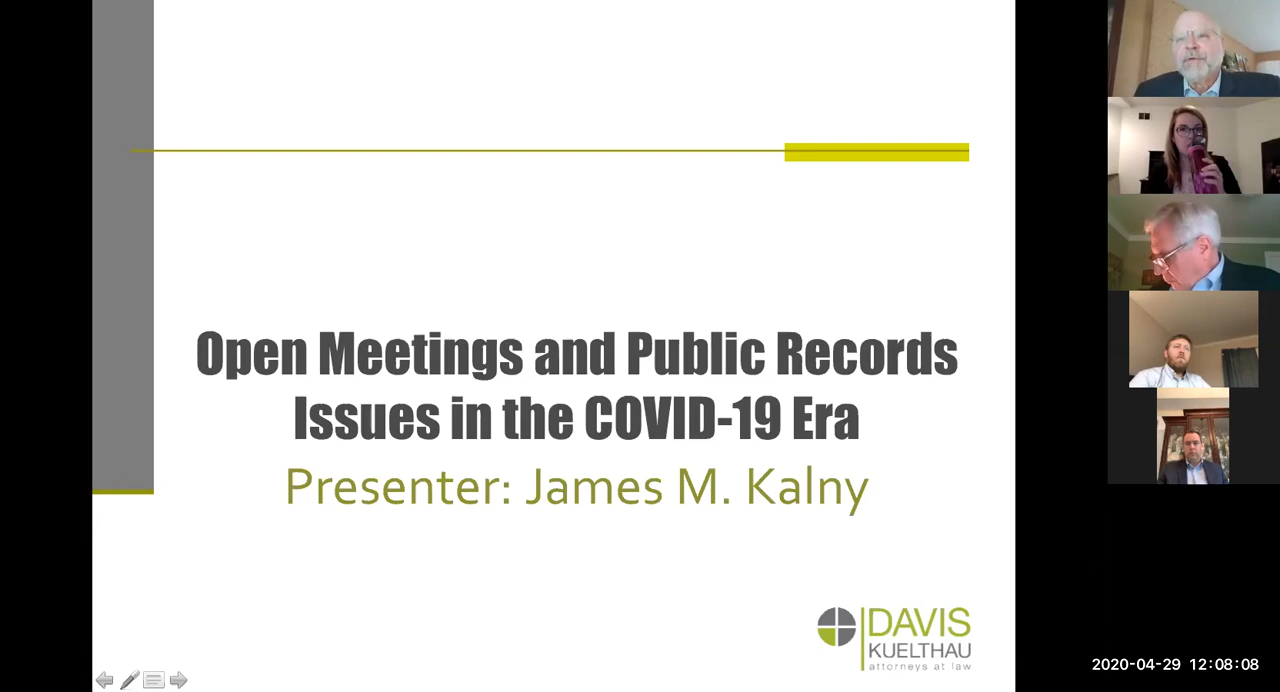 Open Meetings and Public Records
Issues in the COVID-19 Era
Presenter: James M. Kalny
DAVIS
KUELTHAU
attorneys at law
2020-04-29 12:08:08